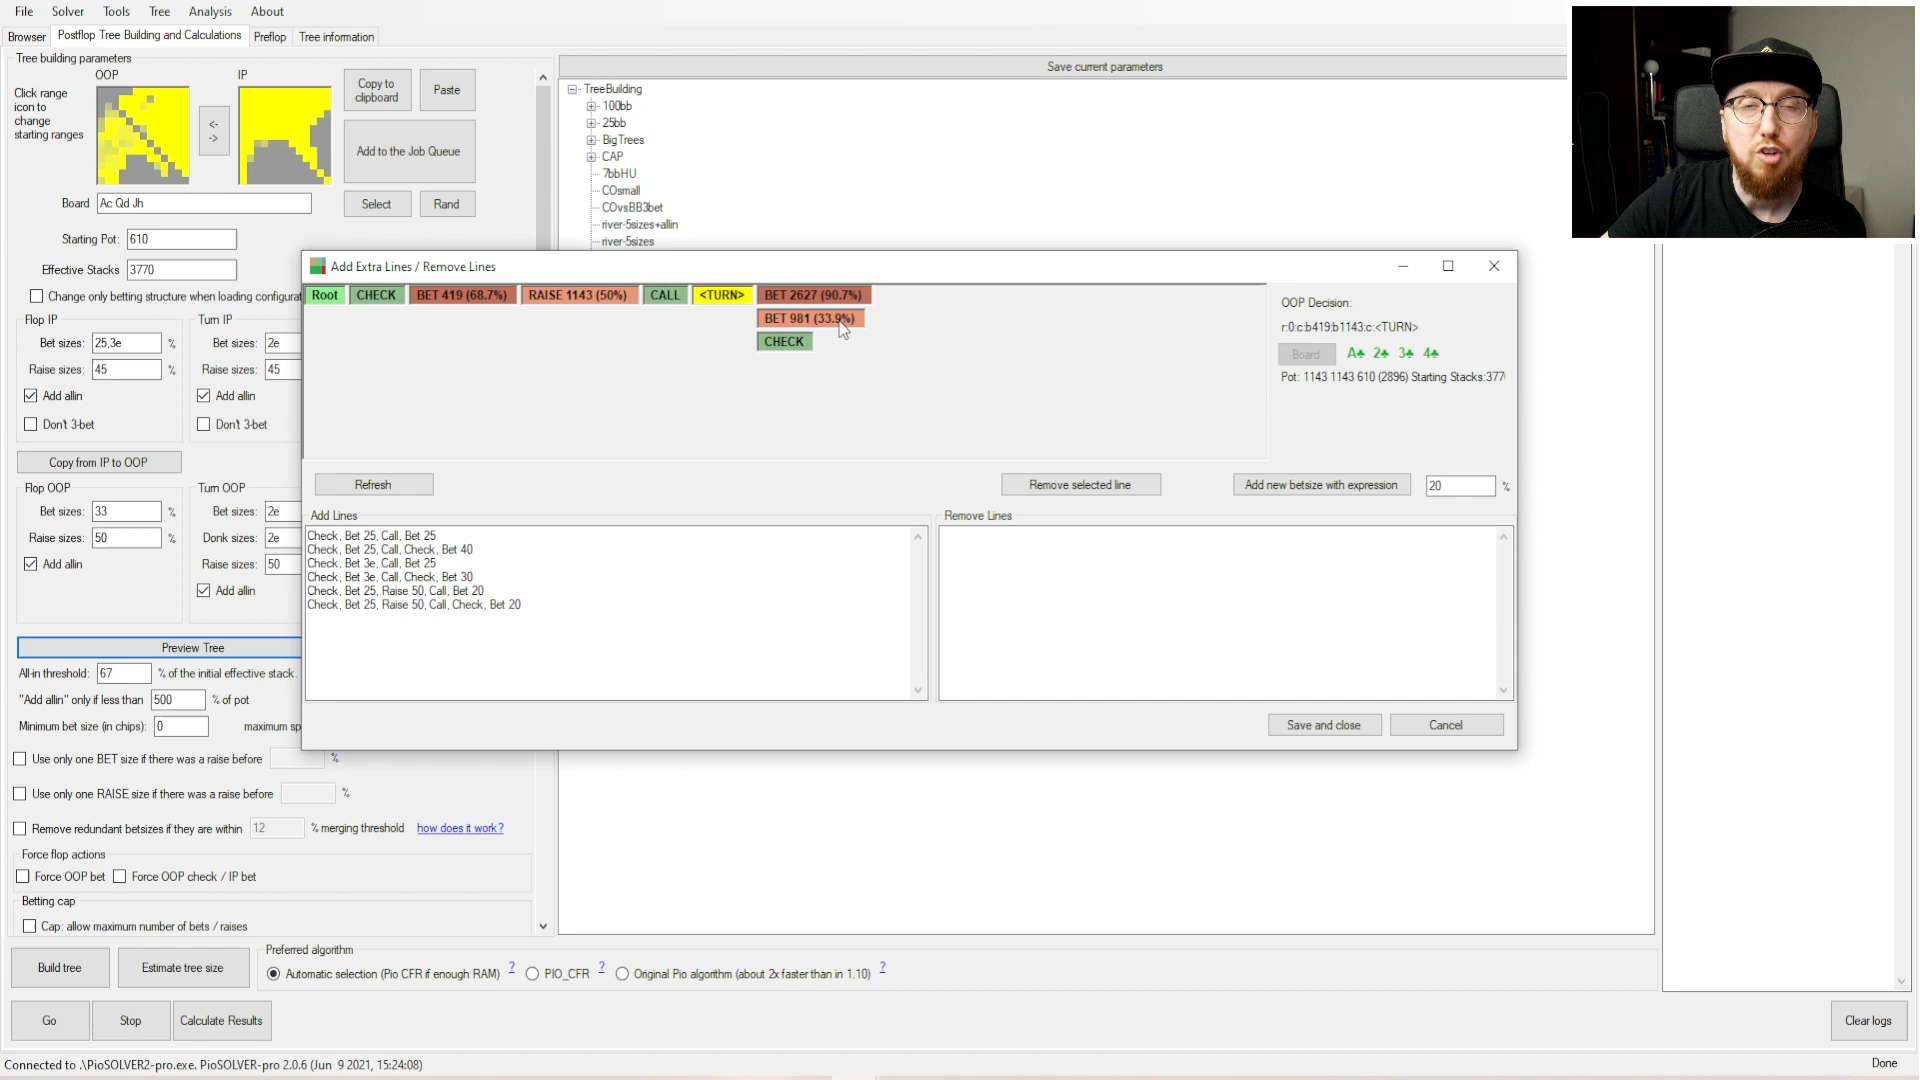 File Solver Tools Tree Analysis About
Browser Postflop Tree Building and Calculations Preflop Tree information
Tree building parameters
OOP IP
Click range
icon to
change
starting ranges
<-
->
Copy to
clipboard
Paste
Add to the Job Queue
Board Ac Qd Jh Select Rand
Starting Pot: 610
Effective Stacks 3770
Change only betting structure when loading configurat
Flop IP
Bet sizes: 25,3e %
Raise sizes: 45 %
Add allin
Don't 3-bet
Turn IP
Bet sizes: 2e
Raise sizes: 45
Add allin
Don't 3-bet
Copy from IP to OOP
Flop OOP
Bet sizes: 33 %
Raise sizes: 50 %
Add allin
Turn OOP
Bet sizes: 2e
Donk sizes: 2e
Raise sizes: 50
Add allin
Preview Tree
All-in threshold: 67 % of the initial effective stack.
"Add allin" only if less than 500 % of pot
Minimum bet size (in chips): 0 maximum sp
Use only one BET size if there was a raise before %
Use only one RAISE size if there was a raise before %
Remove redundant betsizes if they are within 12 % merging threshold how does it work?
Force flop actions
Force OOP bet Force OOP check / IP bet
Betting cap
Cap: allow maximum number of bets / raises
Save current parameters
TreeBuilding
100bb
25bb
BigTrees
CAP
7bbHU
COsmall
COvsBB3bet
river-5sizes+allin
river-5sizes
Add Extra Lines / Remove Lines
Root CHECK BET 419 (68.7%) RAISE 1143 (50%) CALL <TURN> BET 2627 (90.7%)
BET 981 (33.9%)
CHECK
OOP Decision:
r:0:c:b419:b1143:c:<TURN>
Board A♣ 2♣ 3♣ 4♣
Pot: 1143 1143 610 (2896) Starting Stacks:377
Refresh Remove selected line Add new betsize with expression 20 %
Add Lines
Check, Bet 25, Call, Bet 25
Check, Bet 25, Call, Check, Bet 40
Check, Bet 3e, Call, Bet 25
Check, Bet 3e, Call, Check, Bet 30
Check, Bet 25, Raise 50, Call, Bet 20
Check, Bet 25, Raise 50, Call, Check, Bet 20
Remove Lines
Save and close Cancel
Build tree Estimate tree size
Preferred algorithm
Automatic selection (Pio CFR if enough RAM) ? PIO_CFR ? Original Pio algorithm (about 2x faster than in 1.10) ?
Go Stop Calculate Results Clear logs
Connected to .\PioSOLVER2-pro.exe. PioSOLVER-pro 2.0.6 (Jun 9 2021, 15:24:08) Done